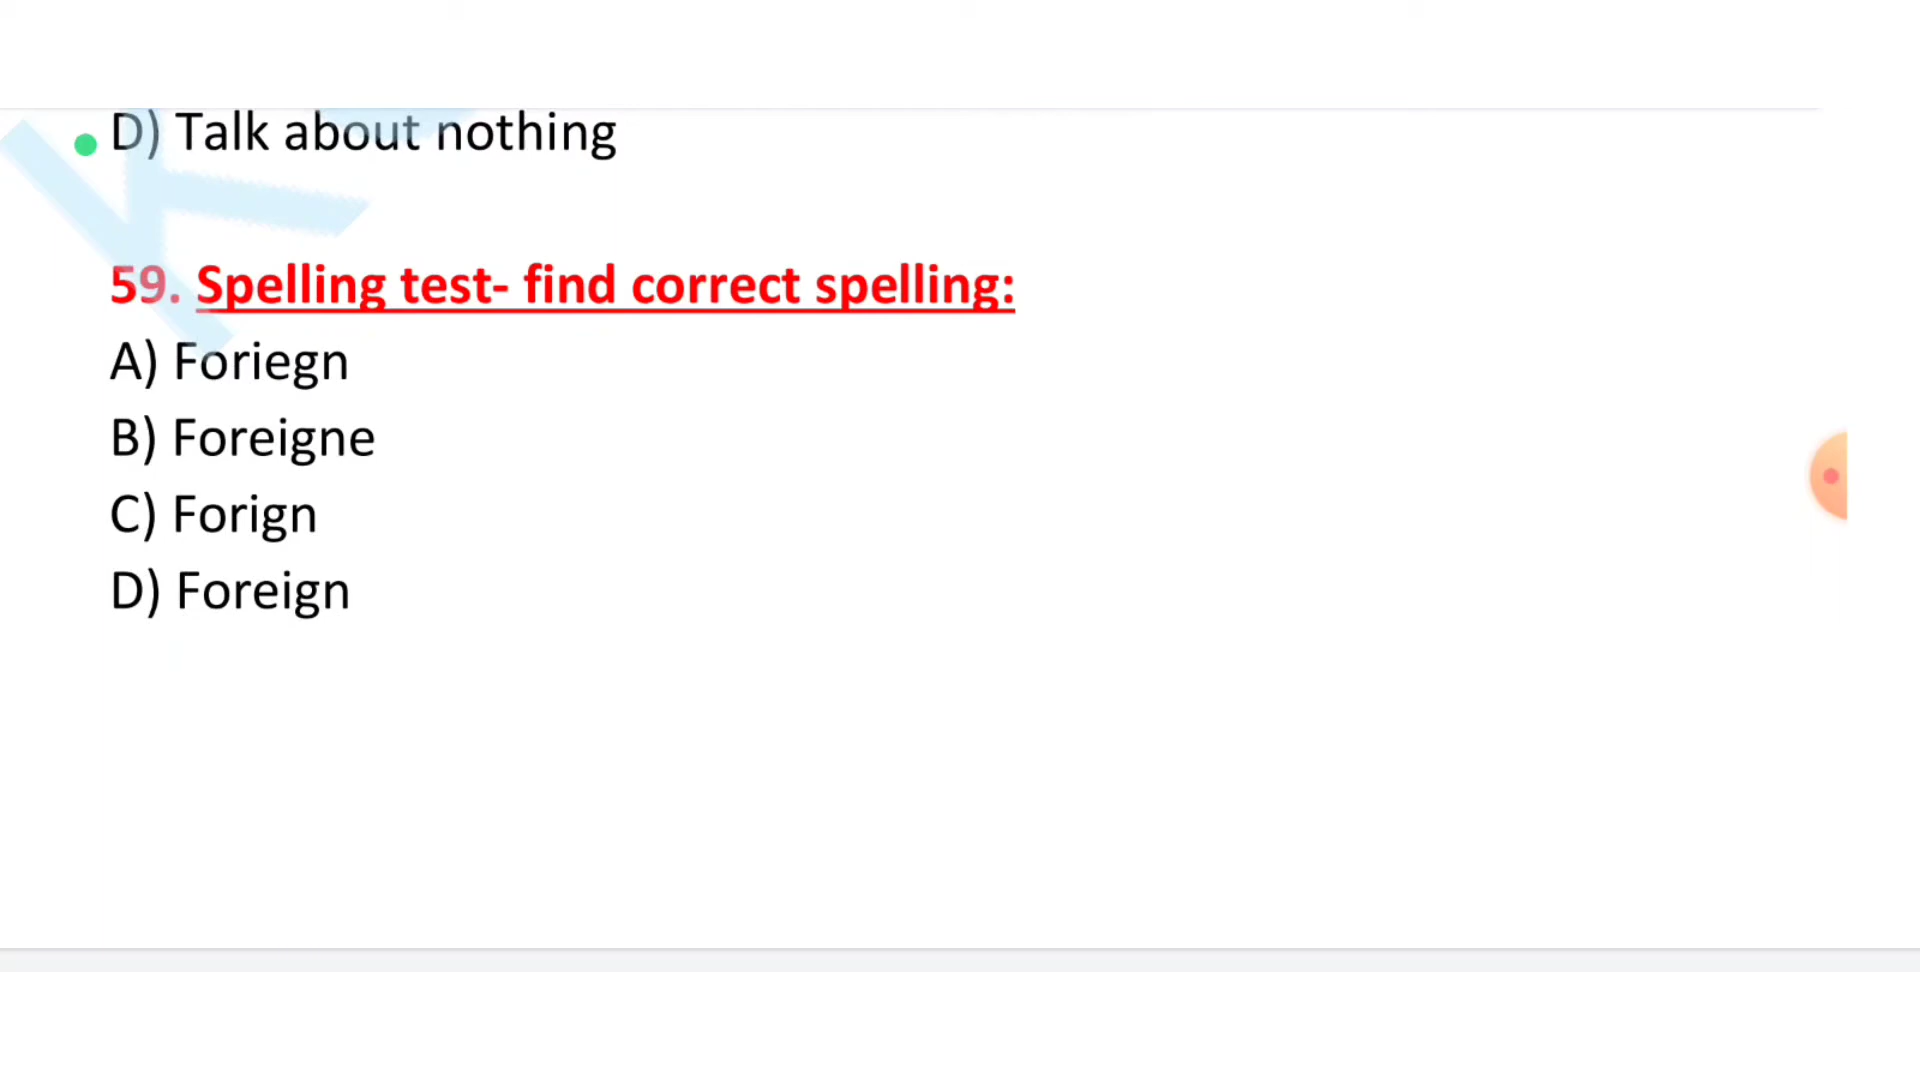 D) Talk about nothing
59. Spelling test- find correct spelling:
A) Foriegn
B) Foreigne
C) Forign
D) Foreign